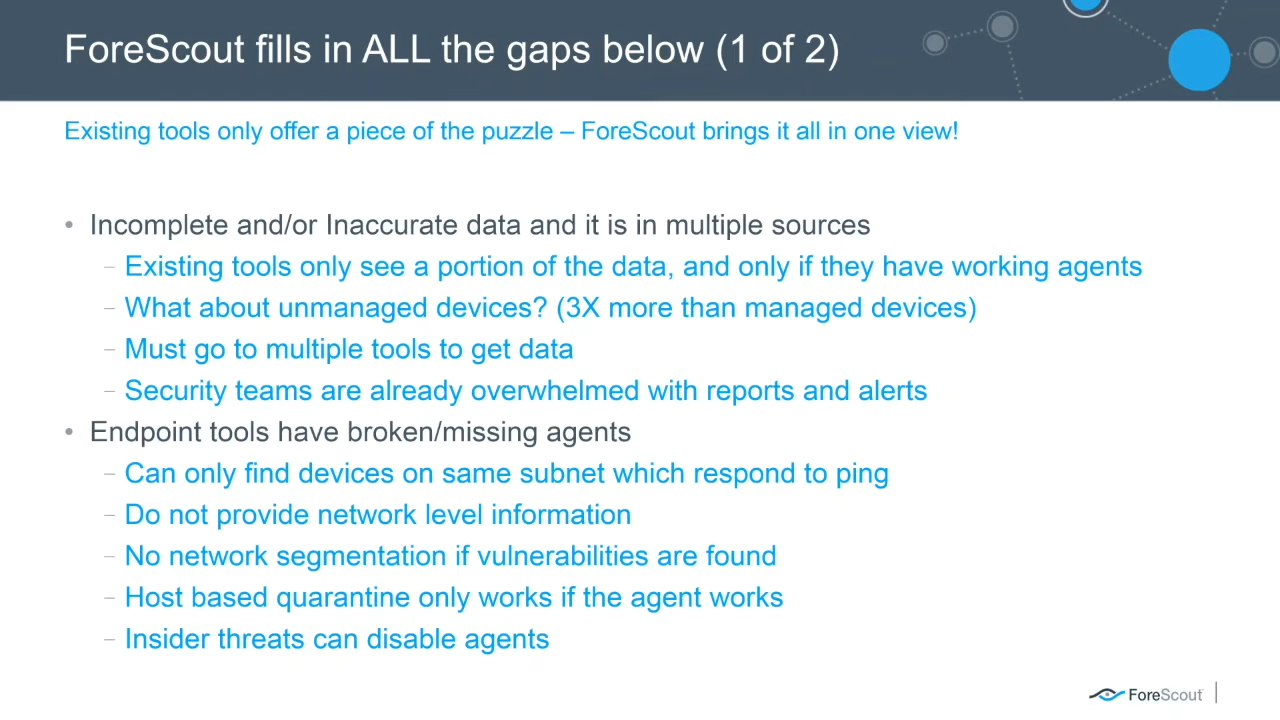 ForeScout fills in ALL the gaps below (1 of 2)
Existing tools only offer a piece of the puzzle – ForeScout brings it all in one view!
• Incomplete and/or Inaccurate data and it is in multiple sources
– Existing tools only see a portion of the data, and only if they have working agents
– What about unmanaged devices? (3X more than managed devices)
– Must go to multiple tools to get data
– Security teams are already overwhelmed with reports and alerts
• Endpoint tools have broken/missing agents
– Can only find devices on same subnet which respond to ping
– Do not provide network level information
– No network segmentation if vulnerabilities are found
– Host based quarantine only works if the agent works
– Insider threats can disable agents
ForeScout